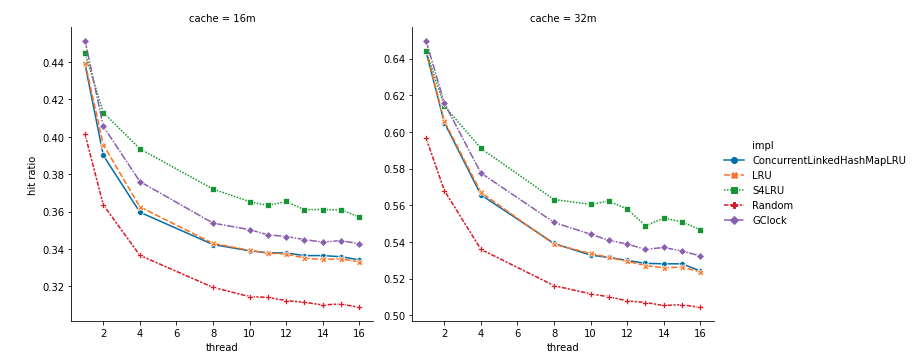 cache = 16m
cache = 32m
hit ratio
0.44
0.42
0.40
0.38
0.36
0.34
0.32
2 4 6 8 10 12 14 16
thread
0.64
0.62
0.60
0.58
0.56
0.54
0.52
0.50
2 4 6 8 10 12 14 16
thread
impl
ConcurrentLinkedHashMapLRU
LRU
S4LRU
Random
GClock